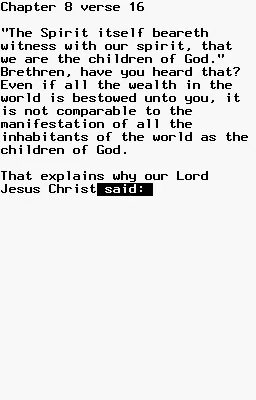 Chapter 8 verse 16
"The Spirit itself beareth
witness with our spirit, that
we are the children of God."
Brethren, have you heard that?
Even if all the wealth in the
world is bestowed unto you, it
is not comparable to the
manifestation of all the
inhabitants of the world as the
children of God.
That explains why our Lord
Jesus Christ said: